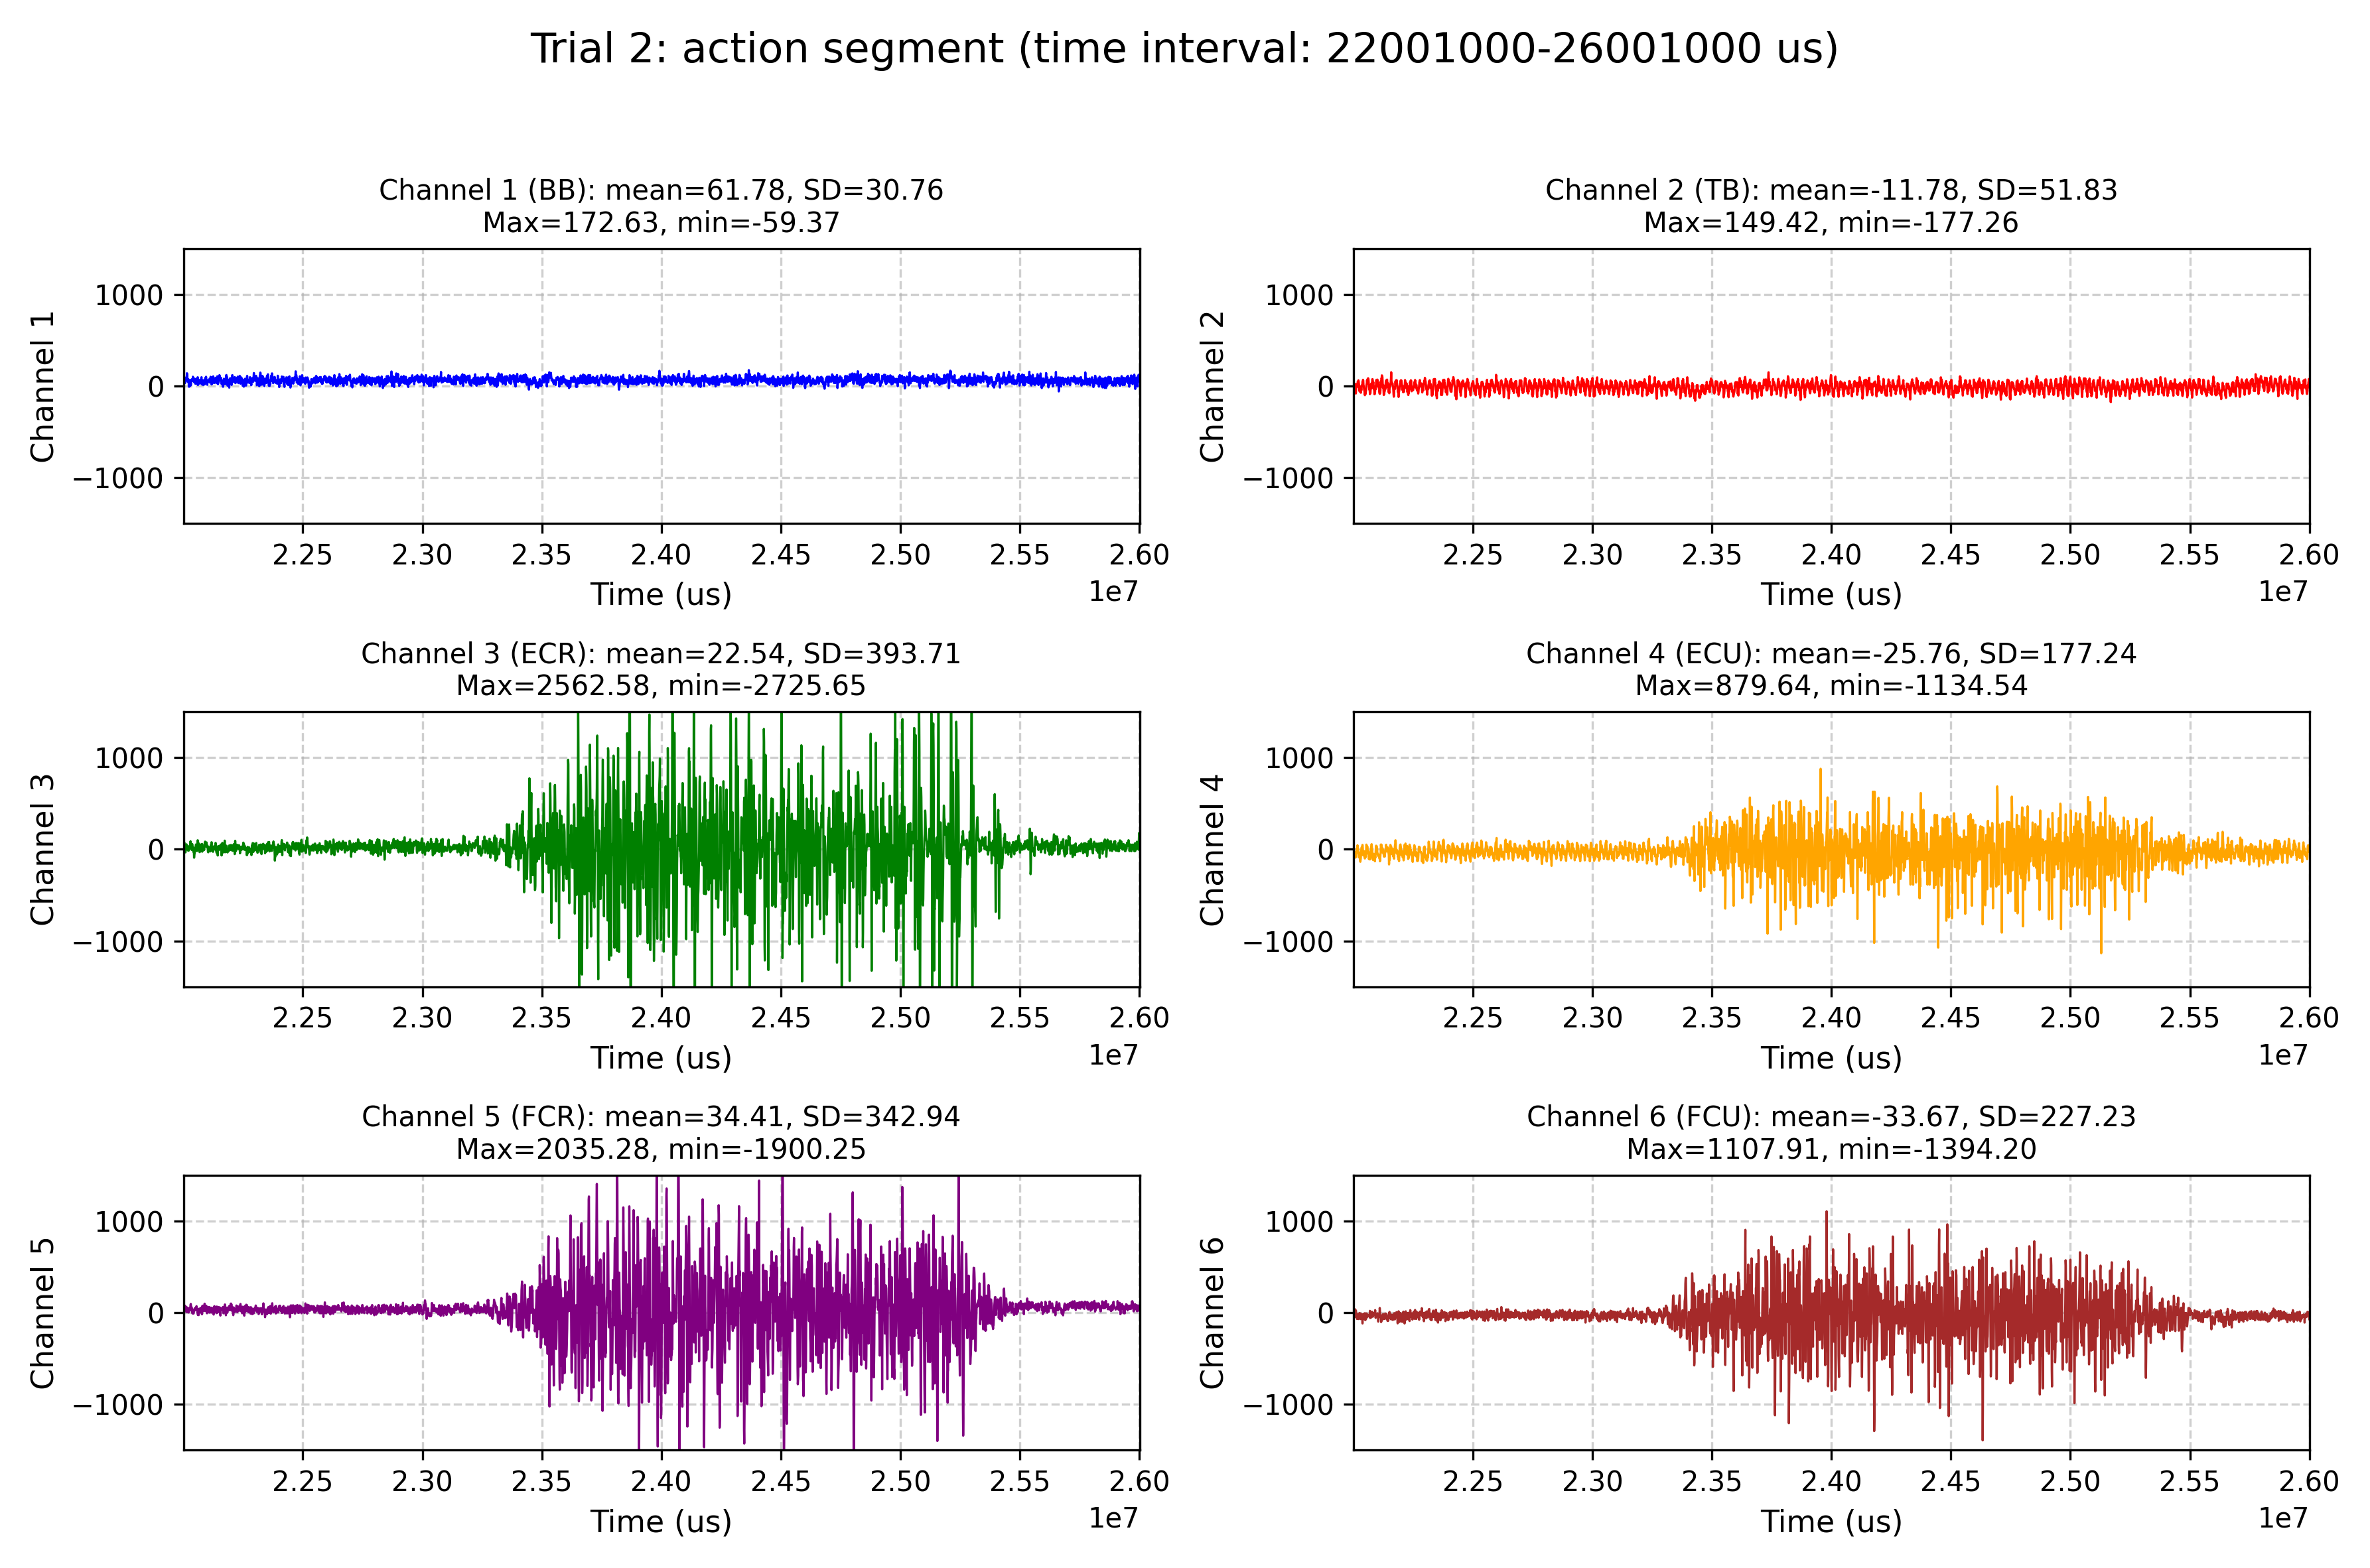 Trial 2: action segment (time interval: 22001000-26001000 us)
Channel 1 (BB): mean=61.78, SD=30.76
Max=172.63, min=-59.37
1000
0
−1000
Channel 1
2.25 2.30 2.35 2.40 2.45 2.50 2.55 2.60
Time (us)
1e7
Channel 2 (TB): mean=-11.78, SD=51.83
Max=149.42, min=-177.26
1000
0
−1000
Channel 2
2.25 2.30 2.35 2.40 2.45 2.50 2.55 2.60
Time (us)
1e7
Channel 3 (ECR): mean=22.54, SD=393.71
Max=2562.58, min=-2725.65
1000
0
−1000
Channel 3
2.25 2.30 2.35 2.40 2.45 2.50 2.55 2.60
Time (us)
1e7
Channel 4 (ECU): mean=-25.76, SD=177.24
Max=879.64, min=-1134.54
1000
0
−1000
Channel 4
2.25 2.30 2.35 2.40 2.45 2.50 2.55 2.60
Time (us)
1e7
Channel 5 (FCR): mean=34.41, SD=342.94
Max=2035.28, min=-1900.25
1000
0
−1000
Channel 5
2.25 2.30 2.35 2.40 2.45 2.50 2.55 2.60
Time (us)
1e7
Channel 6 (FCU): mean=-33.67, SD=227.23
Max=1107.91, min=-1394.20
1000
0
−1000
Channel 6
2.25 2.30 2.35 2.40 2.45 2.50 2.55 2.60
Time (us)
1e7